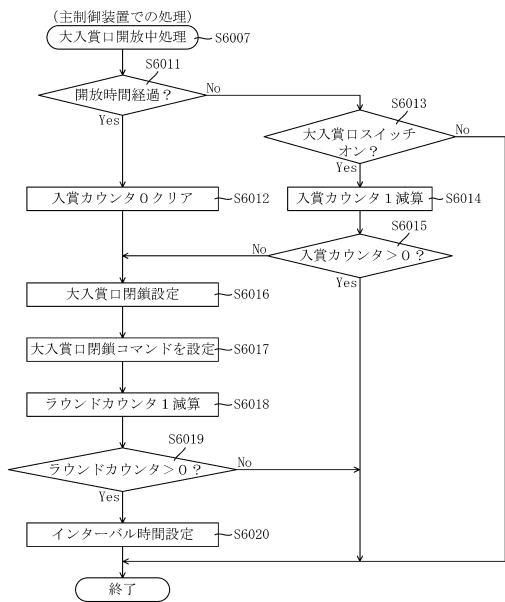 (主制御装置での処理)
大入賞口開放中処理
S6007
S6011
開放時間経過?
No
Yes
S6013
大入賞口スイッチ
オン?
No
Yes
入賞カウンタ0クリア
S6012
入賞カウンタ1減算
S6014
S6015
入賞カウンタ>0?
No
Yes
大入賞口閉鎖設定
S6016
大入賞口閉鎖コマンドを設定
S6017
ラウンドカウンタ1減算
S6018
S6019
ラウンドカウンタ>0?
No
Yes
インターバル時間設定
S6020
終了